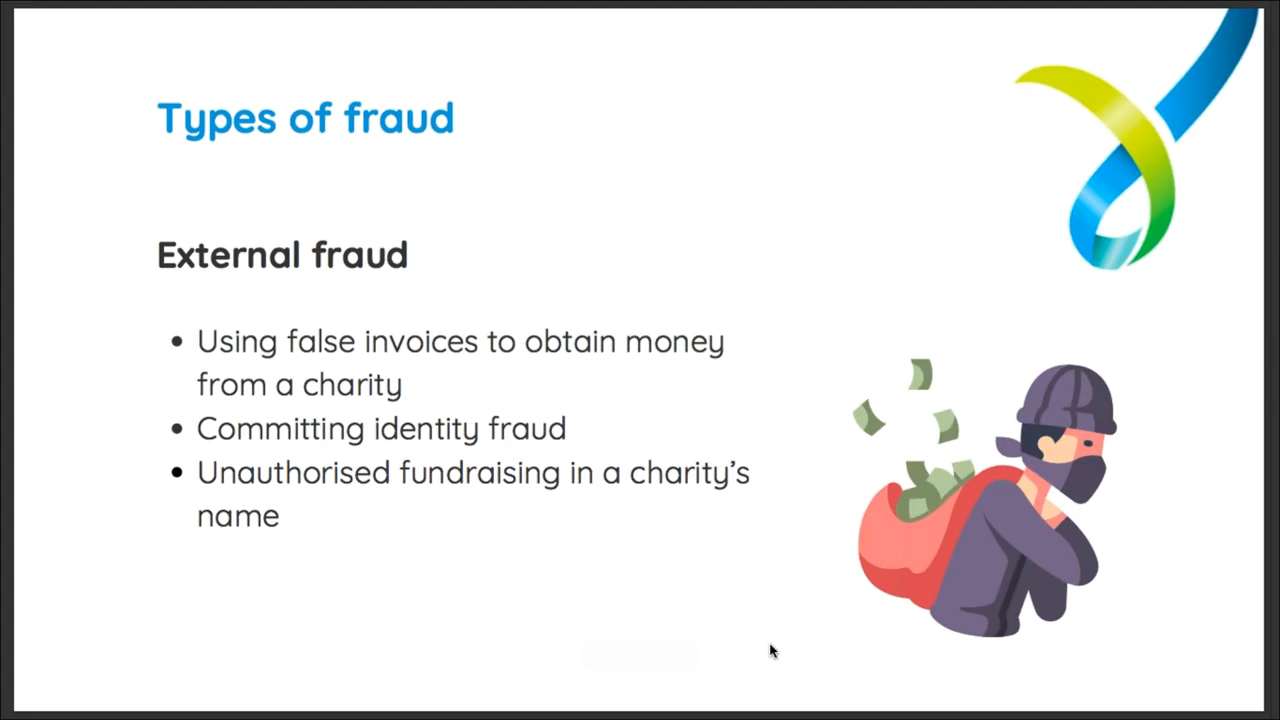 Types of fraud
External fraud
• Using false invoices to obtain money
from a charity
• Committing identity fraud
• Unauthorised fundraising in a charity’s
name